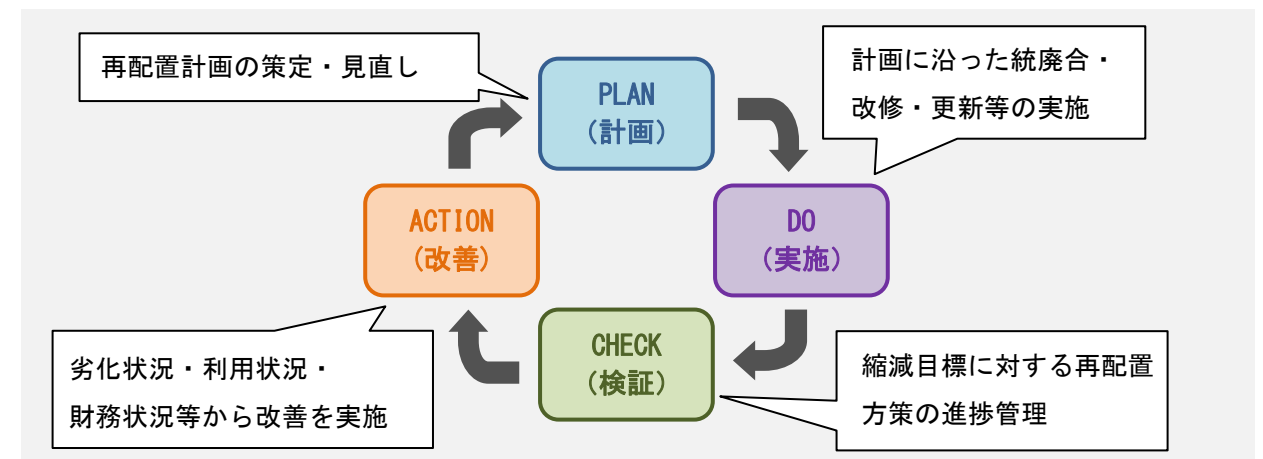 再配置計画の策定・見直し
PLAN
(計画)
計画に沿った統廃合・
改修・更新等の実施
ACTION
(改善)
DO
(実施)
劣化状況・利用状況・
財務状況等から改善を実施
CHECK
(検証)
縮減目標に対する再配置
方策の進捗管理